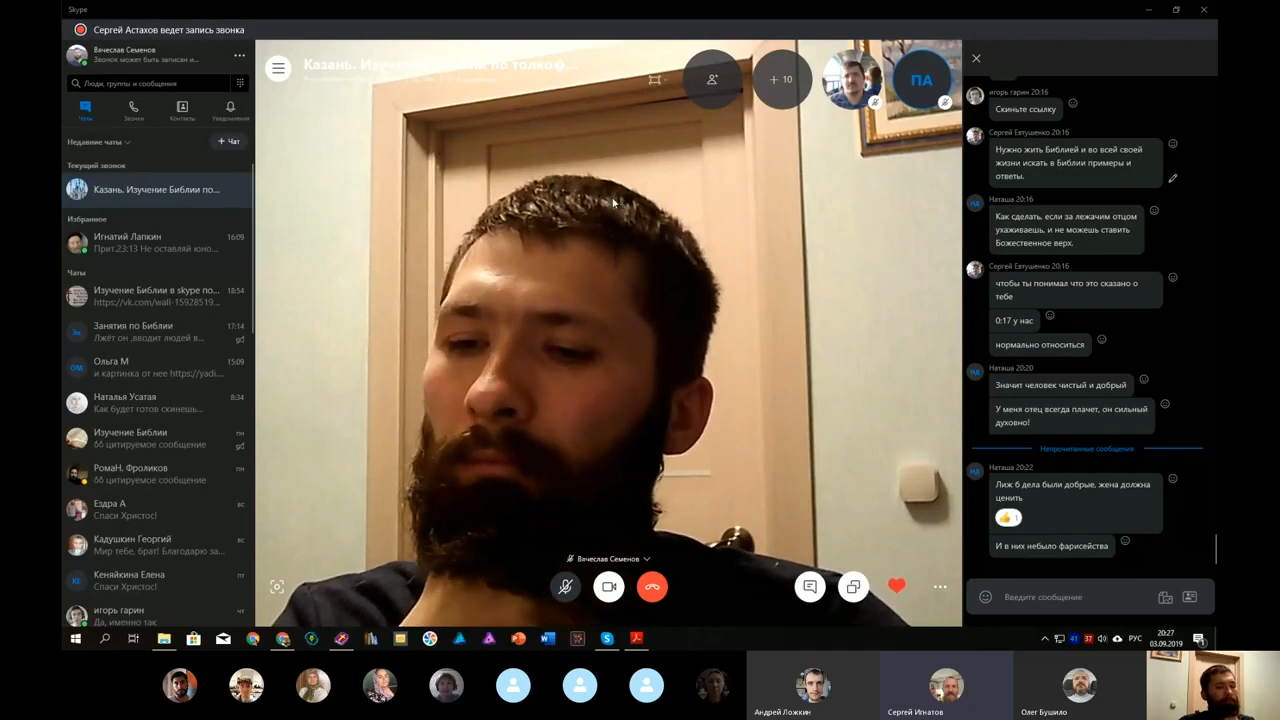 Skype
Сергей Астахов ведет запись звонка
Вячеслав Семенов
Звонок может быть записан и...
Люди, группы и сообщения
Чаты
Звонки
Контакты
Уведомления
Недавние чаты
+ Чат
Текущий звонок
Казань. Изучение Библии по...
Избранное
Игнатий Лапкин
16:09
Прит.23:13 Не оставляй юно...
Чаты
Изучение Библии в skype по...
18:54
https://vk.com/wall-15928519...
Занятия по Библии
17:14
Лжёт он ,вводит людей в...
Ольга М
15:09
и картинка от нее https://yadi...
Наталья Усатая
8:34
Как будет готов скинешь...
Изучение Библии
пн
66 цитируемое сообщение
РомаН. Фроликов
пн
66 цитируемое сообщение
Ездра А
вс
Спаси Христос!
Кадушкин Георгий
вс
Мир тебе, брат! Благодарю за...
Кеняйкина Елена
пт
Спаси Христос!
игорь гарин
чт
Да, именно так
Казань.
+ 10
ПА
Вячеслав Семенов
игорь гарин 20:16
Скиньте ссылку
Сергей Евтушенко 20:16
Нужно жить Библией и во всей своей
жизни искать в Библии примеры и
ответы.
Наташа 20:16
Как сделать, если за лежачим отцом
ухаживаешь, и не можешь ставить
Божественное верх.
Сергей Евтушенко 20:16
чтобы ты понимал что это сказано о
тебе
0:17 у нас
нормально относиться
Наташа 20:20
Значит человек чистый и добрый
У меня отец всегда плачет, он сильный
духовно!
Непрочитанные сообщения
Наташа 20:22
Лиж б дела были добрые, жена должна
ценить
1
И в них небыло фарисейства
Введите сообщение
41
37
РУС
20:27
03.09.2019
1
Андрей Ложкин
Сергей Игнатов
Олег Бушило